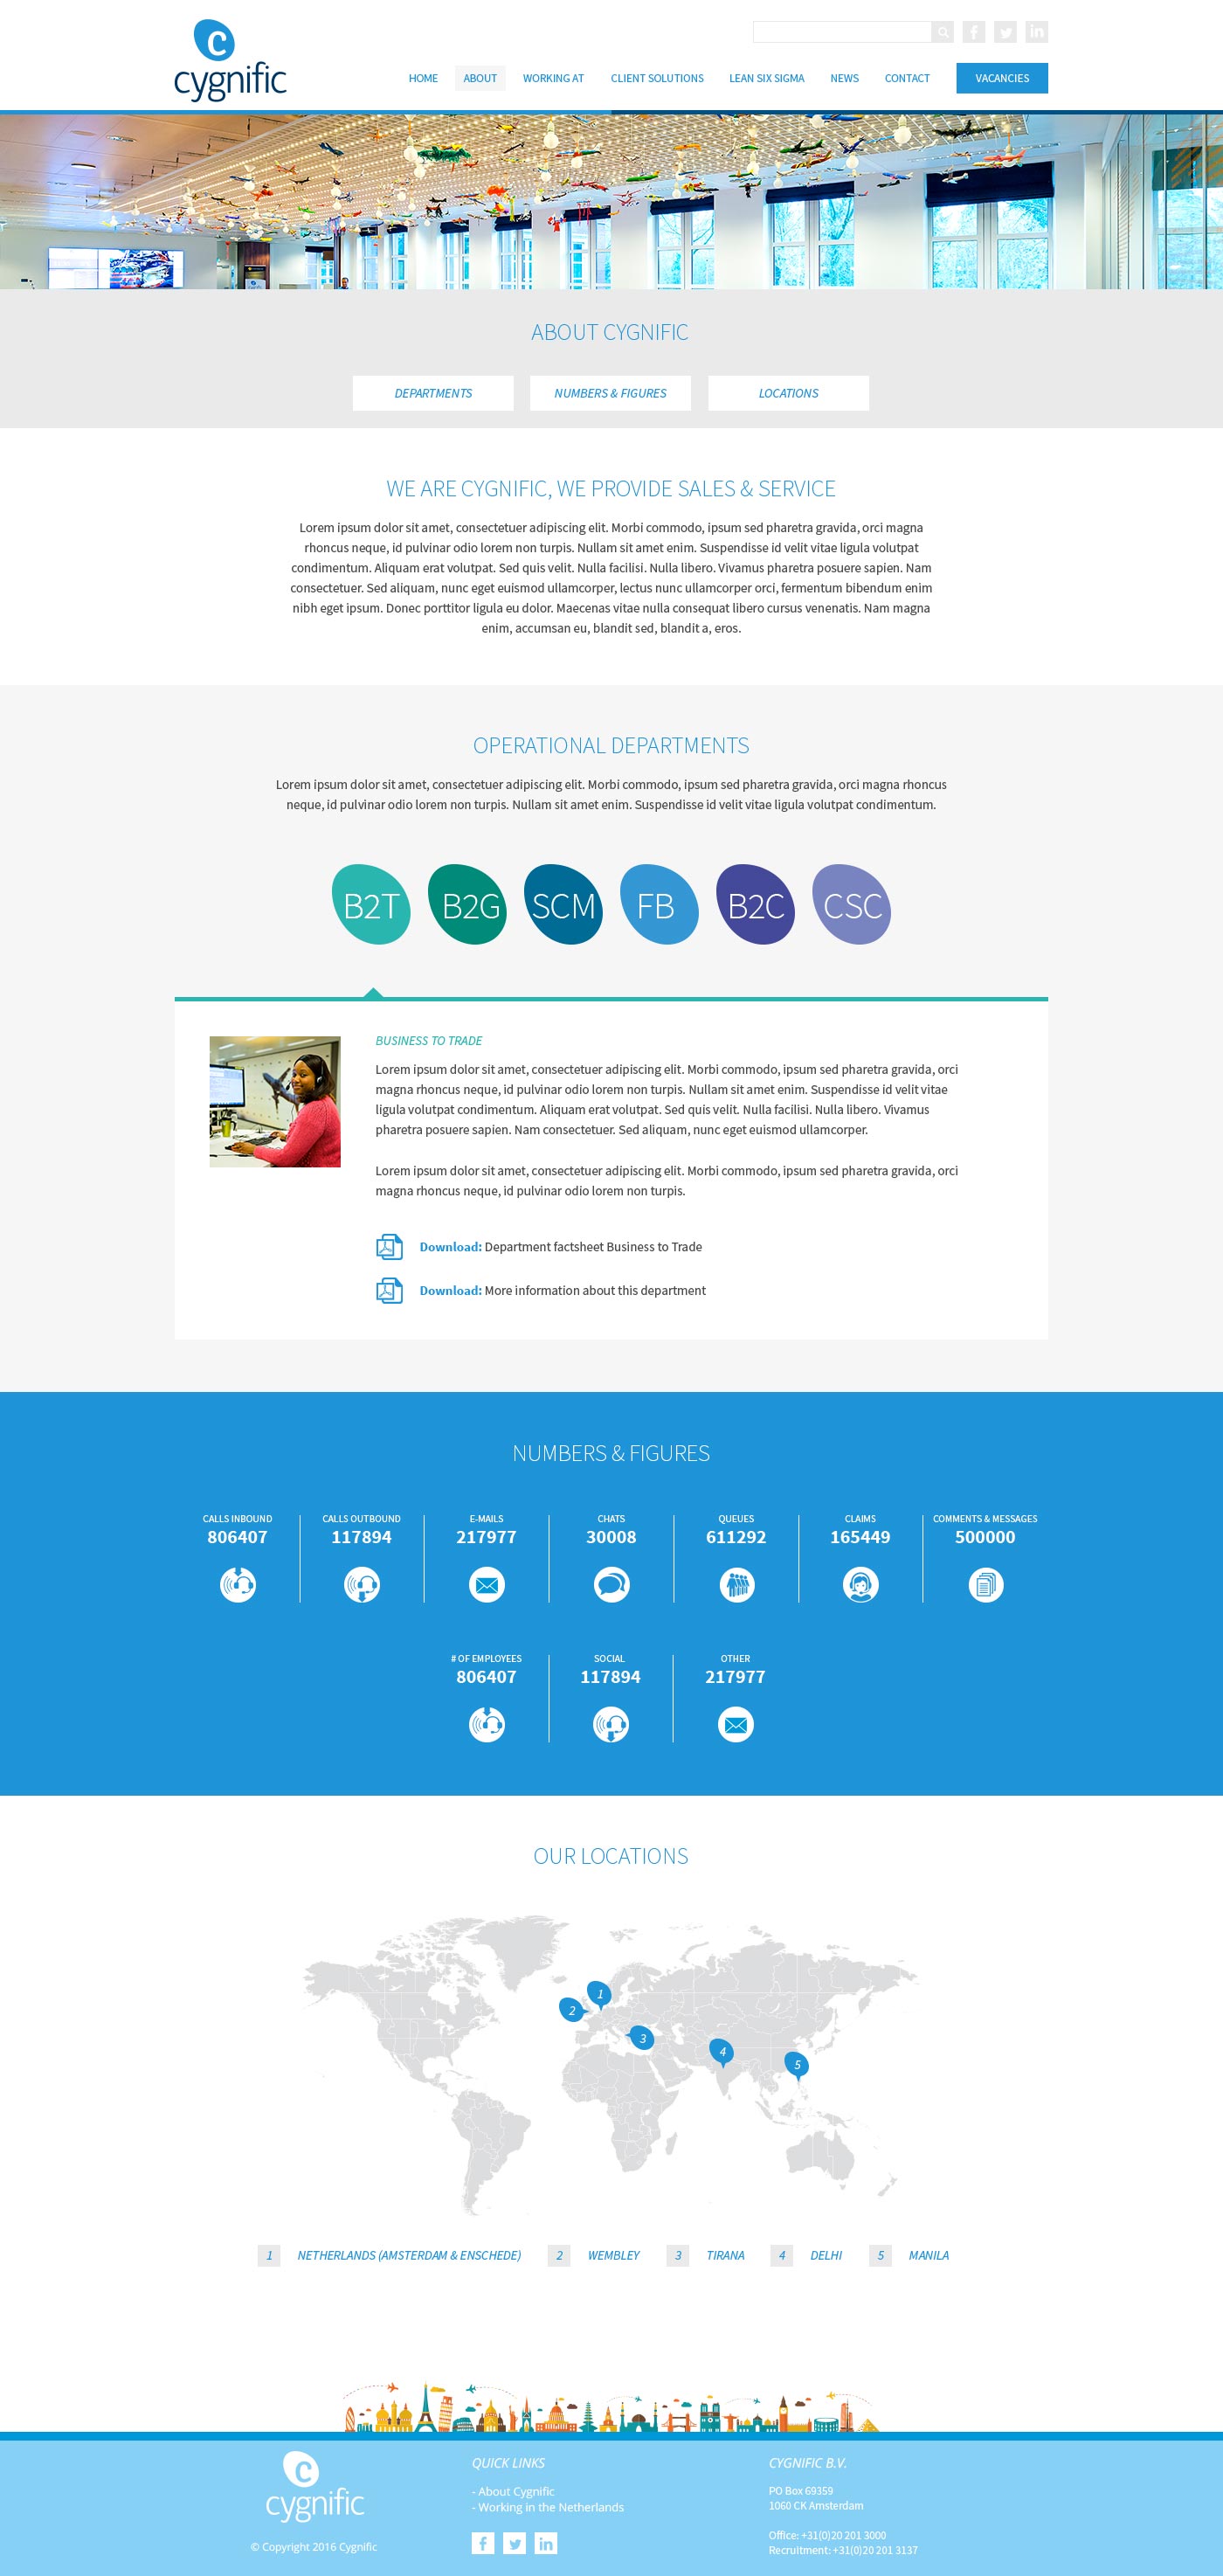 C
cygnific
HOME ABOUT WORKING AT CLIENT SOLUTIONS LEAN SIX SIGMA NEWS CONTACT VACANCIES
ABOUT CYGNIFIC
DEPARTMENTS NUMBERS & FIGURES LOCATIONS
WE ARE CYGNIFIC, WE PROVIDE SALES & SERVICE
Lorem ipsum dolor sit amet, consectetuer adipiscing elit. Morbi commodo, ipsum sed pharetra gravida, orci magna
rhoncus neque, id pulvinar odio lorem non turpis. Nullam sit amet enim. Suspendisse id velit vitae ligula volutpat
condimentum. Aliquam erat volutpat. Sed quis velit. Nulla facilisi. Nulla libero. Vivamus pharetra posuere sapien. Nam
consectetuer. Sed aliquam, nunc eget euismod ullamcorper, lectus nunc ullamcorper orci, fermentum bibendum enim
nibh eget ipsum. Donec porttitor ligula eu dolor. Maecenas vitae nulla consequat libero cursus venenatis. Nam magna
enim, accumsan eu, blandit sed, blandit a, eros.
OPERATIONAL DEPARTMENTS
Lorem ipsum dolor sit amet, consectetuer adipiscing elit. Morbi commodo, ipsum sed pharetra gravida, orci magna rhoncus
neque, id pulvinar odio lorem non turpis. Nullam sit amet enim. Suspendisse id velit vitae ligula volutpat condimentum.
B2T B2G SCM FB B2C CSC
BUSINESS TO TRADE
Lorem ipsum dolor sit amet, consectetuer adipiscing elit. Morbi commodo, ipsum sed pharetra gravida, orci
magna rhoncus neque, id pulvinar odio lorem non turpis. Nullam sit amet enim. Suspendisse id velit vitae
ligula volutpat condimentum. Aliquam erat volutpat. Sed quis velit. Nulla facilisi. Nulla libero. Vivamus
pharetra posuere sapien. Nam consectetuer. Sed aliquam, nunc eget euismod ullamcorper.
Lorem ipsum dolor sit amet, consectetuer adipiscing elit. Morbi commodo, ipsum sed pharetra gravida, orci
magna rhoncus neque, id pulvinar odio lorem non turpis.
Download: Department factsheet Business to Trade
Download: More information about this department
NUMBERS & FIGURES
CALLS INBOUND CALLS OUTBOUND E-MAILS CHATS QUEUES CLAIMS COMMENTS & MESSAGES
806407 117894 217977 30008 611292 165449 500000
# OF EMPLOYEES SOCIAL OTHER
806407 117894 217977
OUR LOCATIONS
1
2
3
4
5
1 NETHERLANDS (AMSTERDAM & ENSCHEDE) 2 WEMBLEY 3 TIRANA 4 DELHI 5 MANILA
C
cygnific
© Copyright 2016 Cygnific
QUICK LINKS
- About Cygnific
- Working in the Netherlands
CYGNIFIC B.V.
PO Box 69359
1060 CK Amsterdam
Office: +31(0)20 201 3000
Recruitment: +31(0)20 201 3137